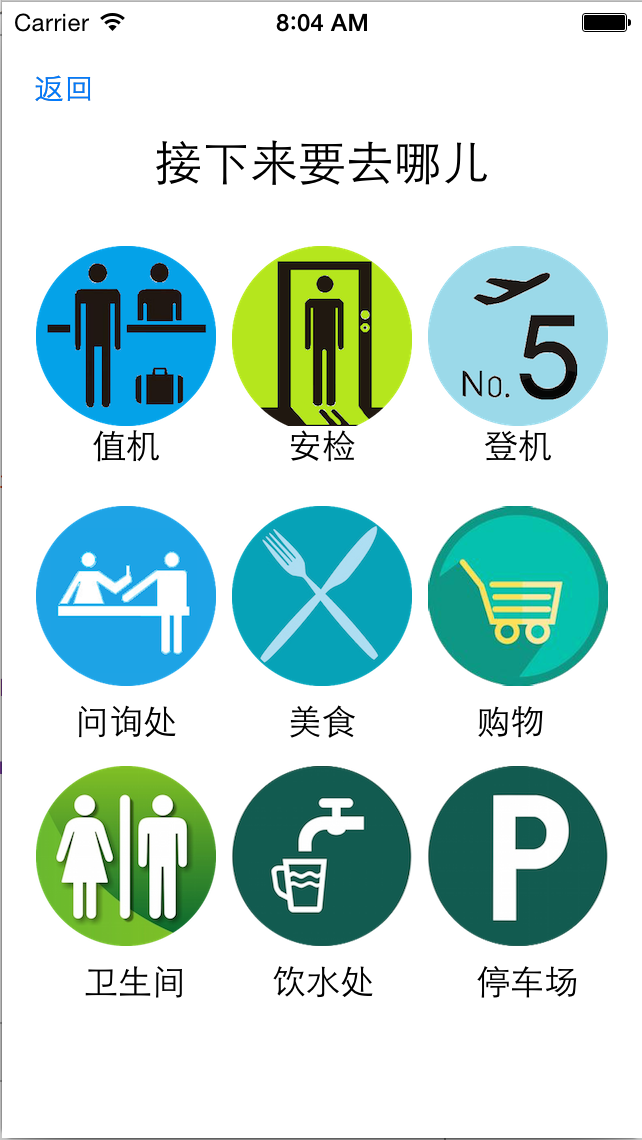 Carrier 8:04 AM
返回
接下来要去哪儿
No. 5
值机 安检 登机
问询处 美食 购物
P
卫生间 饮水处 停车场